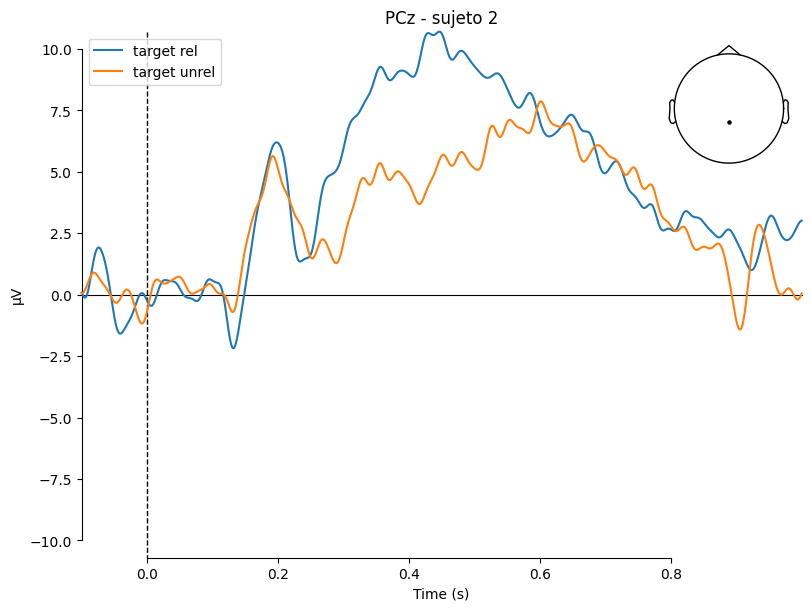 PCz - sujeto 2
target rel
target unrel
10.0
7.5
5.0
2.5
0.0
−2.5
−5.0
−7.5
−10.0
µV
0.0 0.2 0.4 0.6 0.8
Time (s)